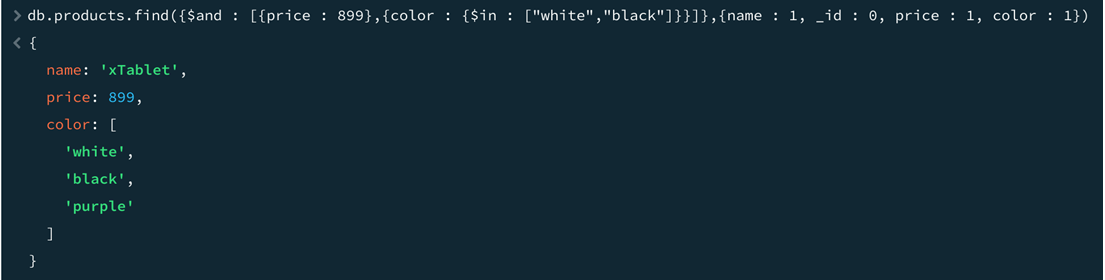 > db.products.find({$and : [{price : 899},{color : {$in : ["white","black"]}}]},{name : 1, _id : 0, price : 1, color : 1})
< {
name: 'xTablet',
price: 899,
color: [
'white',
'black',
'purple'
]
}